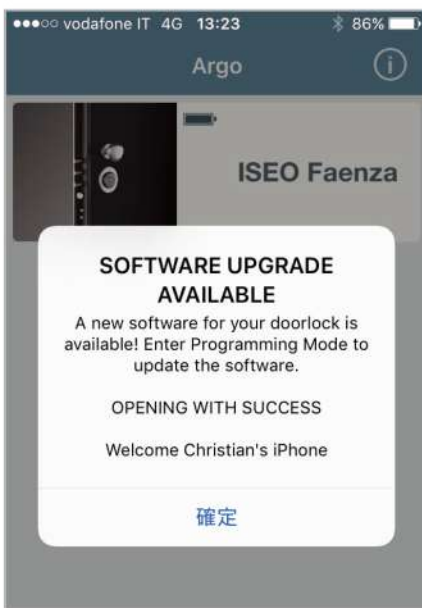 vodafone IT 4G 13:23 86%
Argo
ISEO Faenza
SOFTWARE UPGRADE
AVAILABLE
A new software for your doorlock is
available! Enter Programming Mode to
update the software.
OPENING WITH SUCCESS
Welcome Christian's iPhone
確定